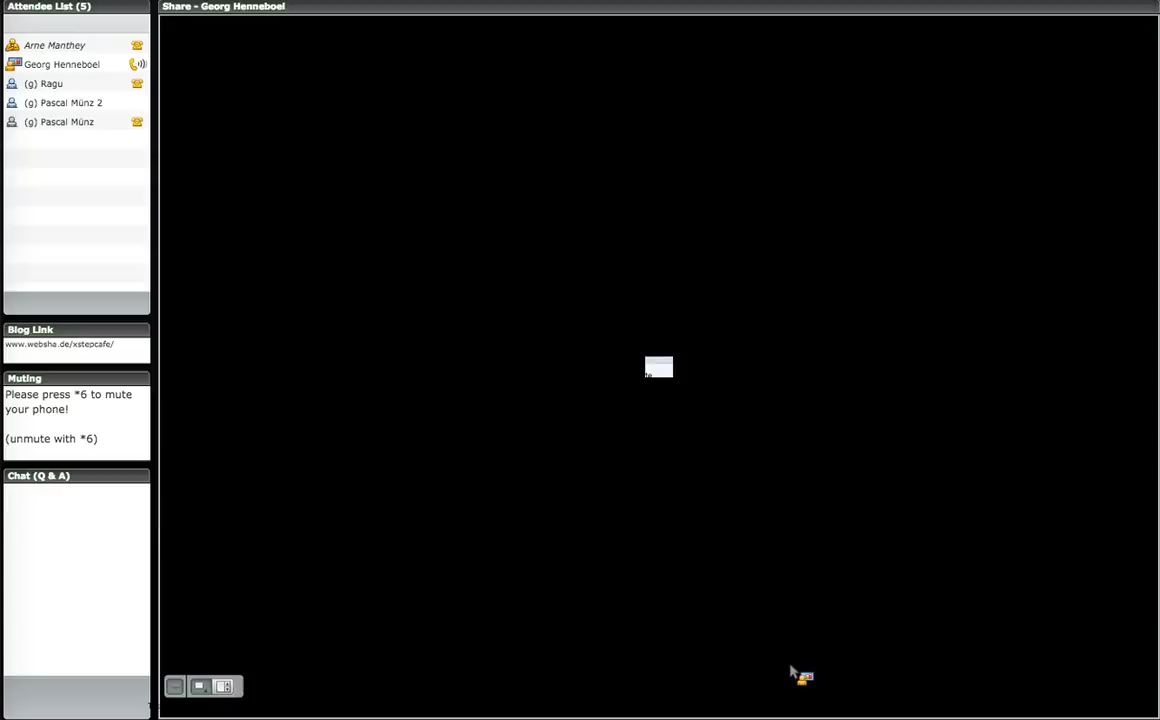 Attendee List (5)
Share - Georg Henneboel
Arne Manthey
Georg Henneboel
(g) Ragu
(g) Pascal Münz 2
(g) Pascal Münz
Blog Link
www.websha.de/xstepcafe/
Muting
Please press *6 to mute
your phone!
(unmute with *6)
Chat (Q & A)
te